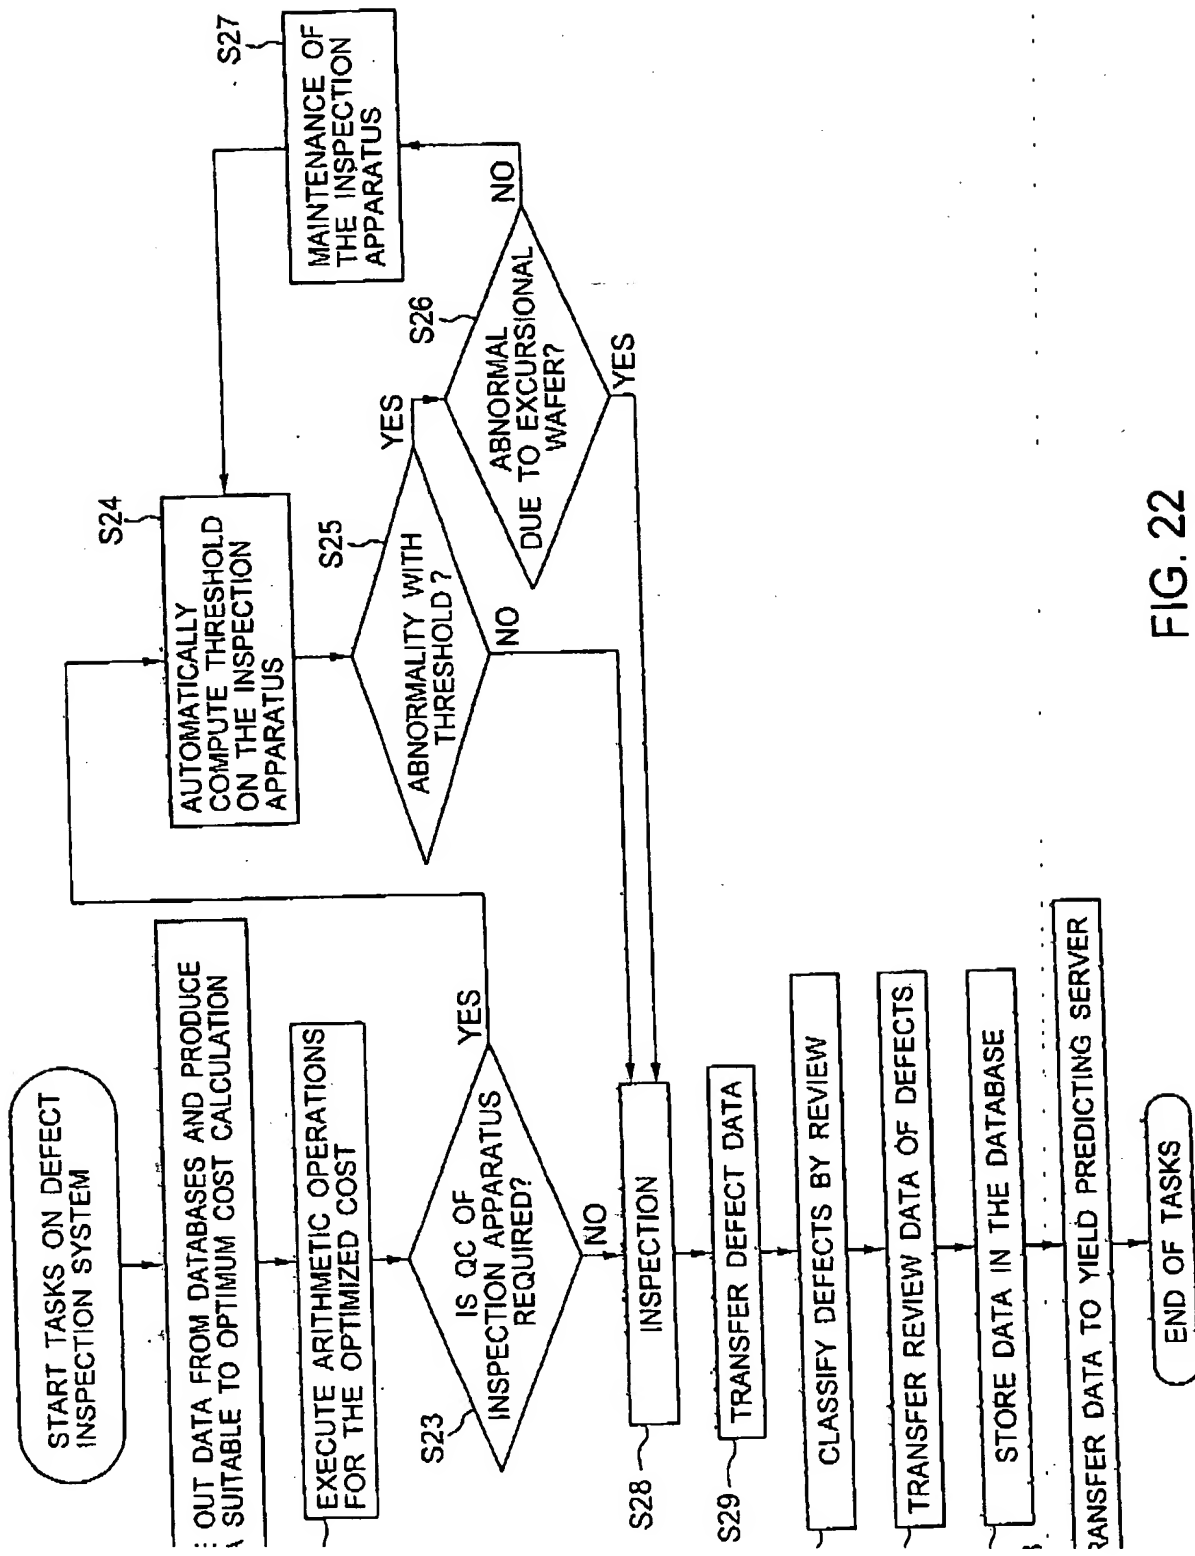 START TASKS ON DEFECT
INSPECTION SYSTEM
OUT DATA FROM DATABASES AND PRODUCE
SUITABLE TO OPTIMUM COST CALCULATION
EXECUTE ARITHMETIC OPERATIONS
FOR THE OPTIMIZED COST
S23
IS QC OF
INSPECTION APPARATUS
REQUIRED?
YES
NO
S24
AUTOMATICALLY
COMPUTE THRESHOLD
ON THE INSPECTION
APPARATUS
S25
ABNORMALITY WITH
THRESHOLD?
YES
NO
S26
ABNORMAL
DUE TO EXCURSIONAL
WAFER?
NO
YES
S27
MAINTENANCE OF
THE INSPECTION
APPARATUS
S28
INSPECTION
S29
TRANSFER DEFECT DATA
CLASSIFY DEFECTS BY REVIEW
TRANSFER REVIEW DATA OF DEFECTS
STORE DATA IN THE DATABASE
RANSFER DATA TO YIELD PREDICTING SERVER
END OF TASKS
FIG. 22